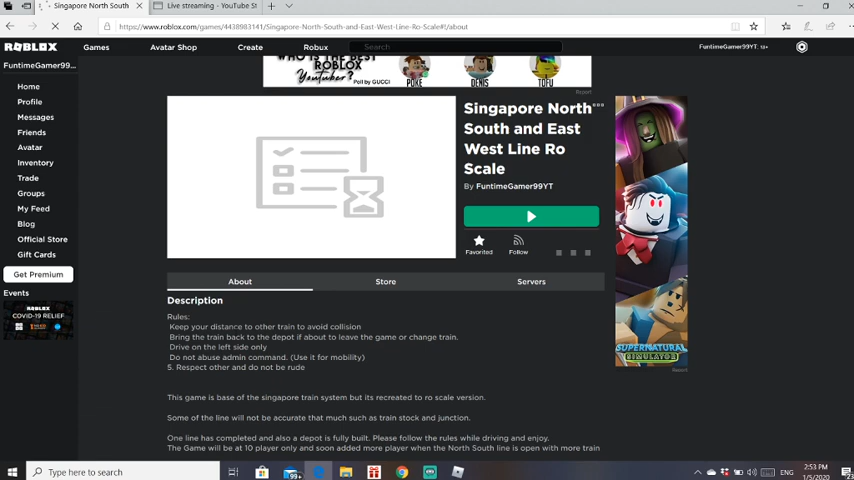 Singapore North South
Live streaming - YouTube St
https://www.roblox.com/games/4438983141/Singapore-North-South-and-East-West-Line-Ro-Scale#!/about
ROBLOX
Games
Avatar Shop
Create
Robux
Search
FuntimeGamer99YT: 13+
FuntimeGamer99...
WHO IS THE BEST
ROBLOX
Youtuber?
Poll by GUCCI
POKE
DENIS
TOFU
Report
Home
Profile
Messages
Friends
Avatar
Inventory
Trade
Groups
My Feed
Blog
Official Store
Gift Cards
Get Premium
Events
ROBLOX
COVID-19 RELIEF
Singapore North
South and East
West Line Ro
Scale
By FuntimeGamer99YT
Favorited
Follow
SUPERNATURAL
SIMULATOR
Report
About
Store
Servers
Description
Rules:
Keep your distance to other train to avoid collision
Bring the train back to the depot if about to leave the game or change train.
Drive on the left side only
Do not abuse admin command. (Use it for mobility)
5. Respect other and do not be rude
This game is base of the singapore train system but its recreated to ro scale version.
Some of the line will not be accurate that much such as train stock and junction.
One line has completed and also a depot is fully built. Please follow the rules while driving and enjoy.
The Game will be at 10 player only and soon added more player when the North South line is open with more train
Type here to search
99+
ENG
2:53 PM
1/5/2020